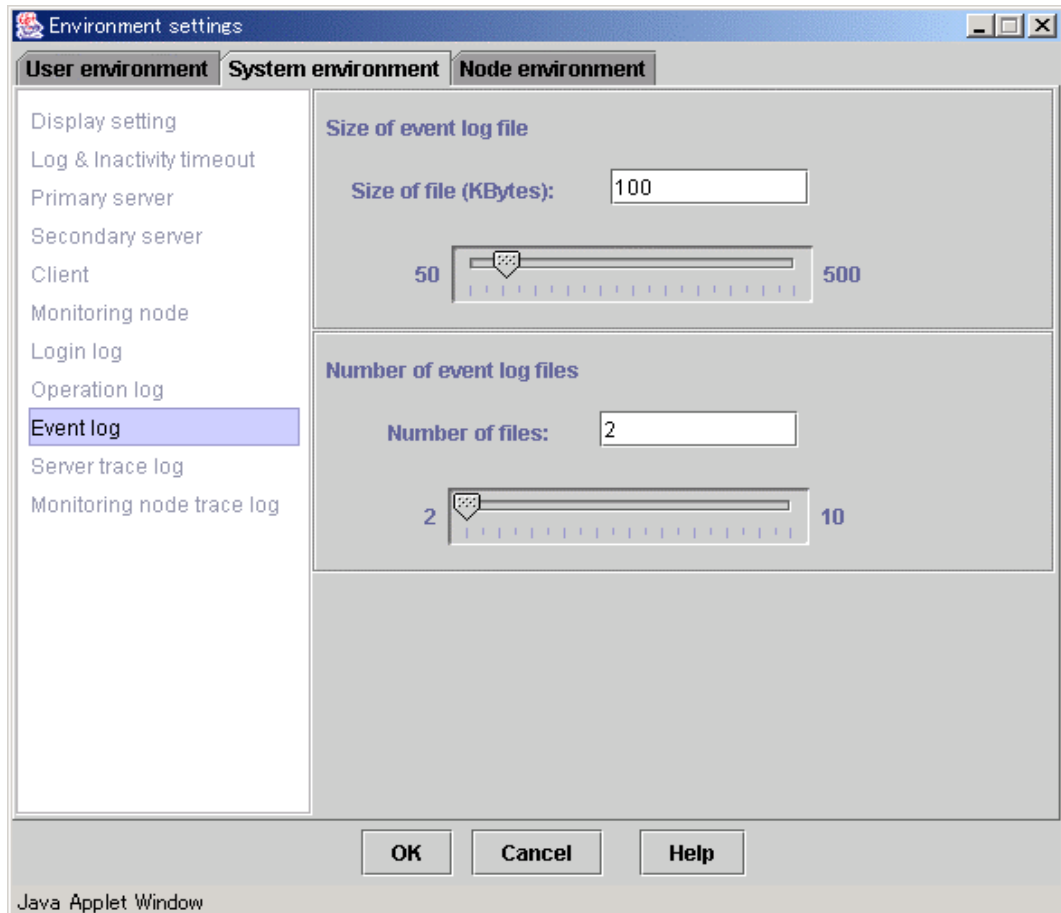 Environment settings
User environment System environment Node environment
Display setting
Log & Inactivity timeout
Primary server
Secondary server
Client
Monitoring node
Login log
Operation log
Event log
Server trace log
Monitoring node trace log
Size of event log file
Size of file (KBytes): 100
50 500
Number of event log files
Number of files: 2
2 10
OK Cancel Help
Java Applet Window